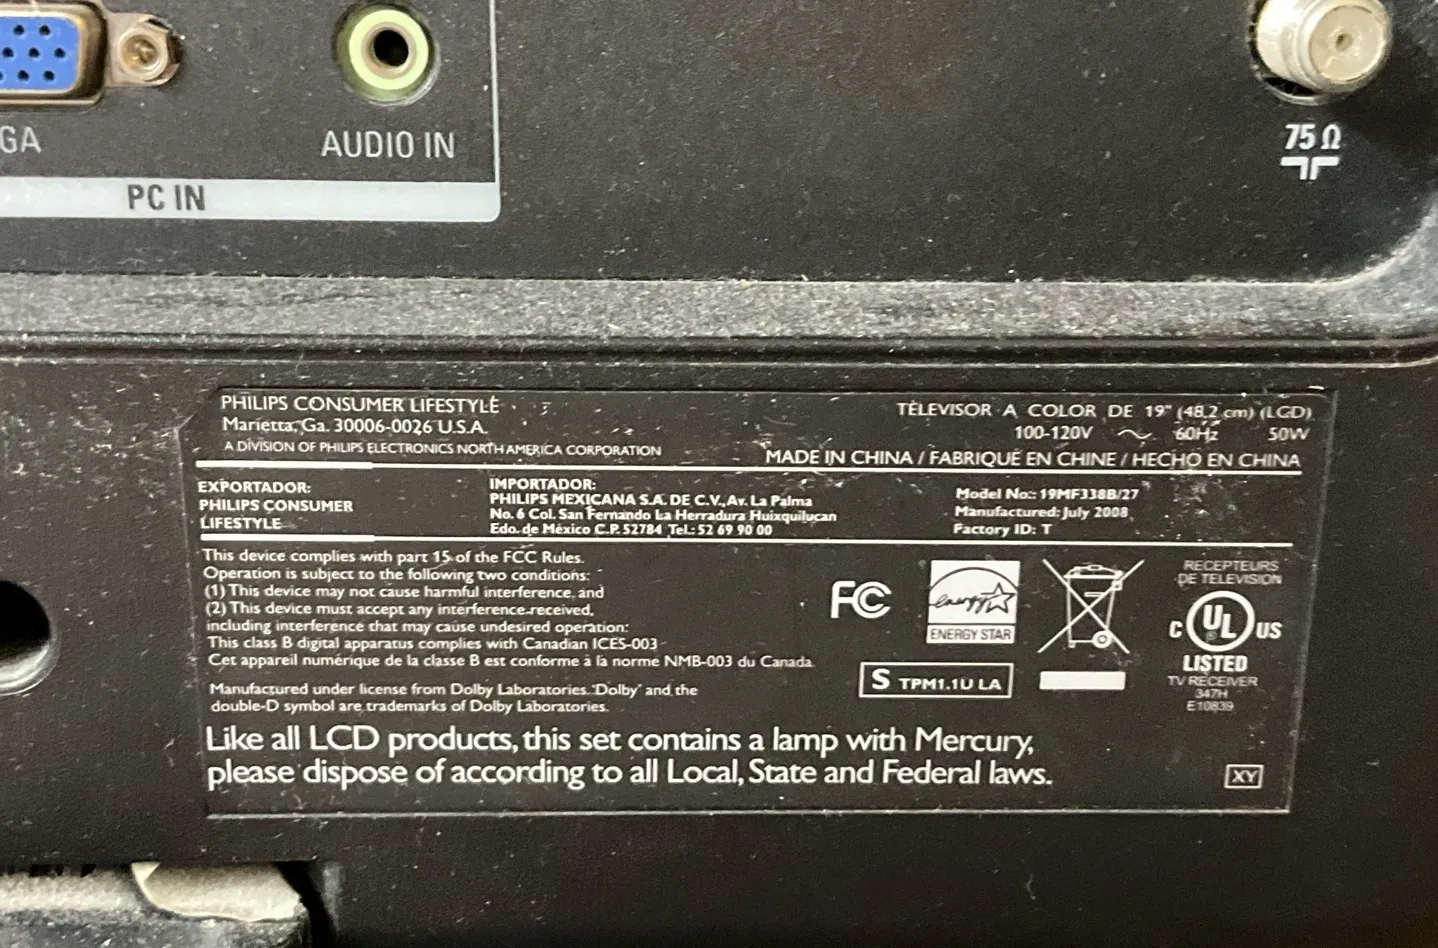 GA
AUDIO IN
PC IN
75 Ω
PHILIPS CONSUMER LIFESTYLE
Marietta, Ga. 30006-0026 U.S.A.
A DIVISION OF PHILIPS ELECTRONICS NORTH AMERICA CORPORATION
TELEVISOR A COLOR DE 19" (48,2 cm) (LCD)
100-120V ~ 60Hz 50W
MADE IN CHINA / FABRIQUÉ EN CHINE / HECHO EN CHINA
EXPORTADOR:
PHILIPS CONSUMER
LIFESTYLE
IMPORTADOR:
PHILIPS MEXICANA S.A. DE C.V., Av. La Palma
No. 6 Col. San Fernando La Herradura Huixquilucan
Edo. de México C.P. 52784 Tel.: 52 69 90 00
Model No.: 19MF338B/27
Manufactured: July 2008
Factory ID: T
This device complies with part 15 of the FCC Rules.
Operation is subject to the following two conditions:
(1) This device may not cause harmful interference, and
(2) This device must accept any interference received,
including interference that may cause undesired operation:
This class B digital apparatus complies with Canadian ICES-003
Cet appareil numérique de la classe B est conforme à la norme NMB-003 du Canada.
Manufactured under license from Dolby Laboratories. 'Dolby' and the
double-D symbol are trademarks of Dolby Laboratories.
Like all LCD products, this set contains a lamp with Mercury,
please dispose of according to all Local, State and Federal laws.
FC
energy
ENERGY STAR
S TPM1.1U LA
RECEPTEURS
DE TELEVISION
C UL US
LISTED
TV RECEIVER
347H
E10839
XY